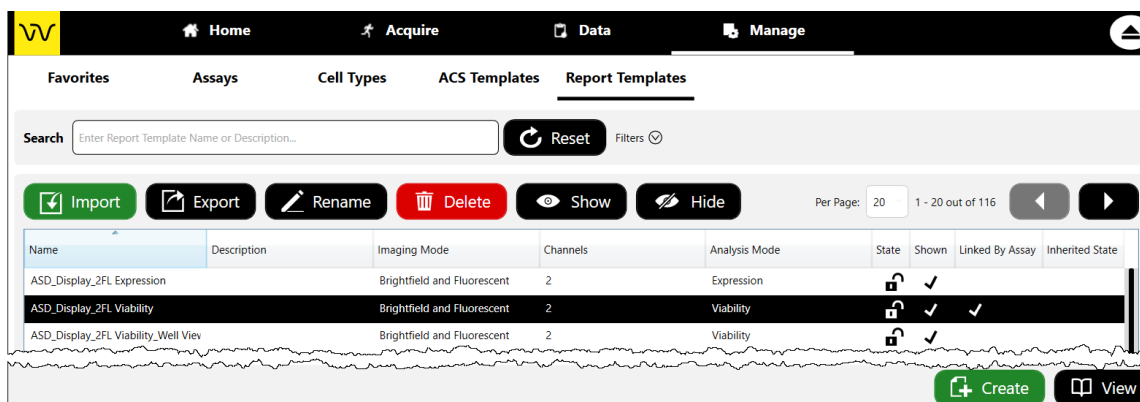 Home Acquire Data Manage
Favorites Assays Cell Types ACS Templates Report Templates
Search Enter Report Template Name or Description... Reset Filters
Import Export Rename Delete Show Hide Per Page: 20 1 - 20 out of 116
Name Description Imaging Mode Channels Analysis Mode State Shown Linked By Assay Inherited State
ASD_Display_2FL Expression Brightfield and Fluorescent 2 Expression
ASD_Display_2FL Viability Brightfield and Fluorescent 2 Viability
ASD_Display_2FL Viability_Well View Brightfield and Fluorescent 2 Viability
Create View